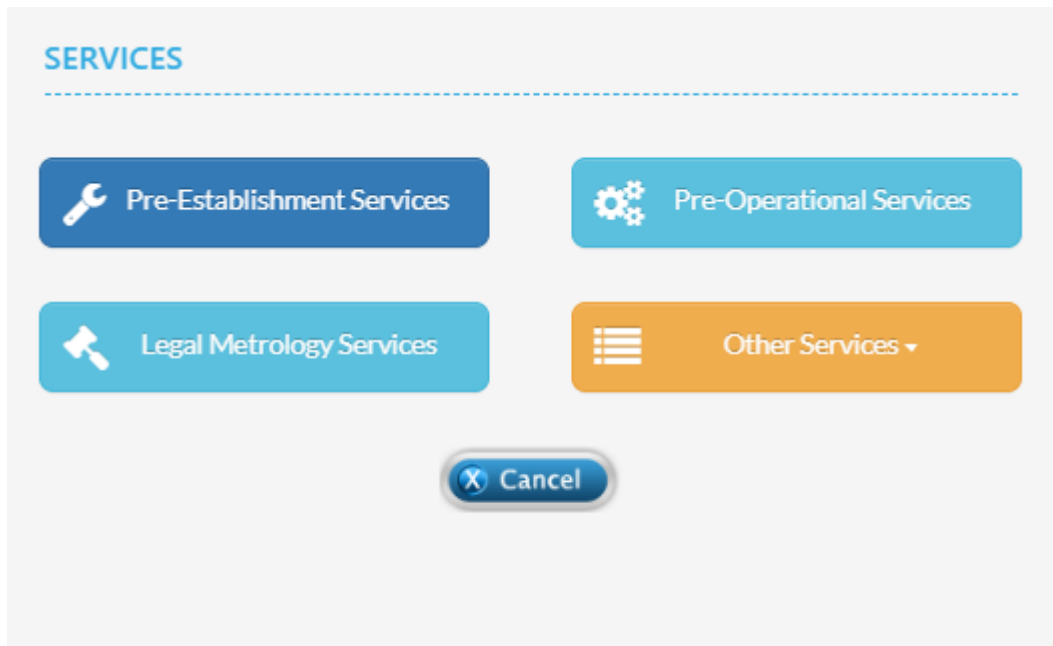 SERVICES
Pre-Establishment Services
Pre-Operational Services
Legal Metrology Services
Other Services
X Cancel